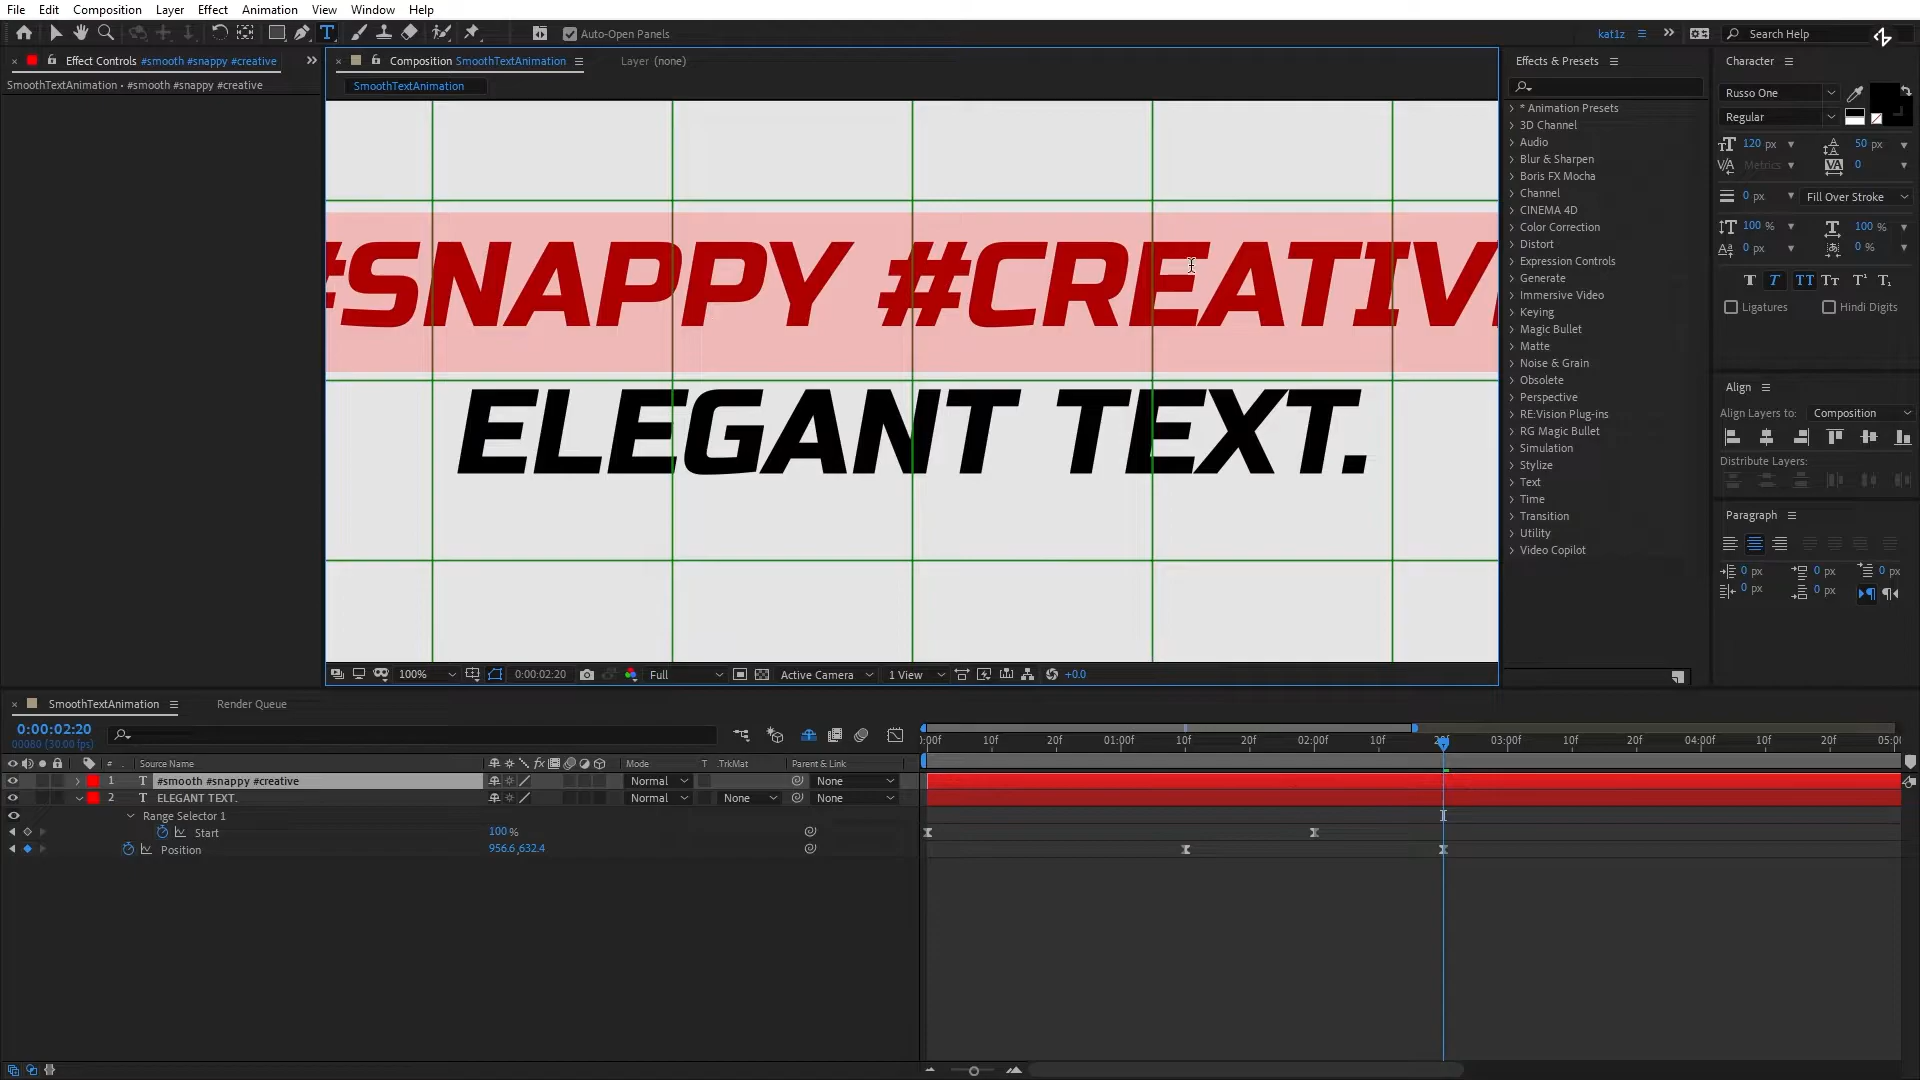 File Edit Composition Layer Effect Animation View Window Help
Auto-Open Panels
kat1z
Search Help
Effect Controls #smooth #snappy #creative
SmoothTextAnimation • #smooth #snappy #creative
Composition SmoothTextAnimation
Layer (none)
SmoothTextAnimation
#SNAPPY #CREATIVE
ELEGANT TEXT.
100% 0:00:02:20 Full Active Camera 1 View +0.0
Effects & Presets
* Animation Presets
3D Channel
Audio
Blur & Sharpen
Boris FX Mocha
Channel
CINEMA 4D
Color Correction
Distort
Expression Controls
Generate
Immersive Video
Keying
Magic Bullet
Matte
Noise & Grain
Obsolete
Perspective
RE:Vision Plug-ins
RG Magic Bullet
Simulation
Stylize
Text
Time
Transition
Utility
Video Copilot
Character
Russo One
Regular
120 px 50 px
Metrics 0
0 px Fill Over Stroke
100 % 100 %
0 px 0 %
Ligatures Hindi Digits
Align
Align Layers to: Composition
Distribute Layers:
Paragraph
0 px 0 px 0 px
0 px 0 px
SmoothTextAnimation Render Queue
0:00:02:20
00080 (30.00 fps)
# Source Name Mode T .TrkMat Parent & Link
1 T #smooth #snappy #creative Normal None
2 T ELEGANT TEXT. Normal None None
Range Selector 1
Start 100 %
Position 956.6,632.4
:00f 10f 20f 01:00f 10f 20f 02:00f 10f 20f 03:00f 10f 20f 04:00f 10f 20f 05:00